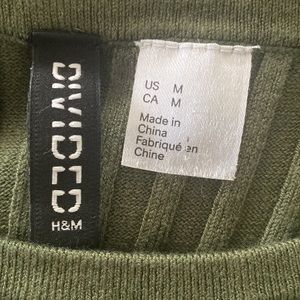 DIVIDED
H&M
US M
CA M
Made in
China
Fabriqué en
Chine